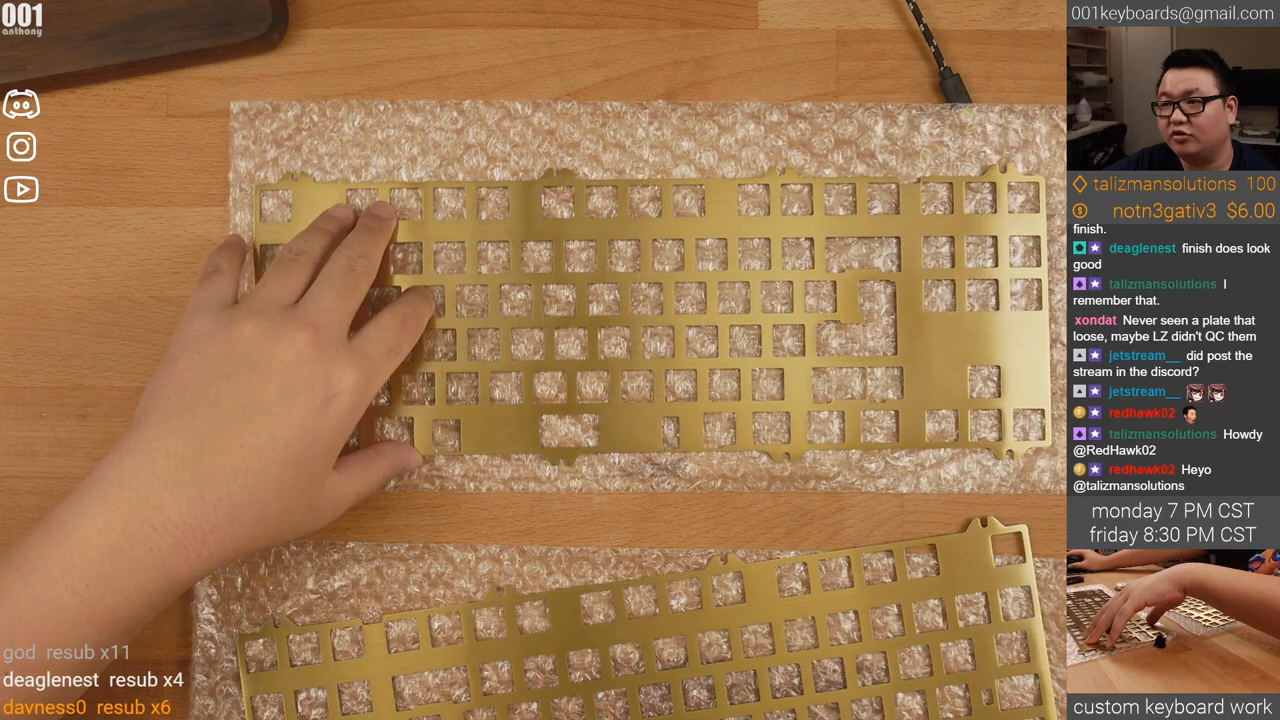 001
anthony
001keyboards@gmail.com
talizmansolutions 100
notn3gativ3 $6.00
finish.
deaglenest finish does look
good
talizmansolutions I
remember that.
xondat Never seen a plate that
loose, maybe LZ didn't QC them
jetstream__ did post the
stream in the discord?
jetstream__
redhawk02
talizmansolutions Howdy
@RedHawk02
redhawk02 Heyo
@talizmansolutions
monday 7 PM CST
friday 8:30 PM CST
god resub x11
deaglenest resub x4
davness0 resub x6
custom keyboard work